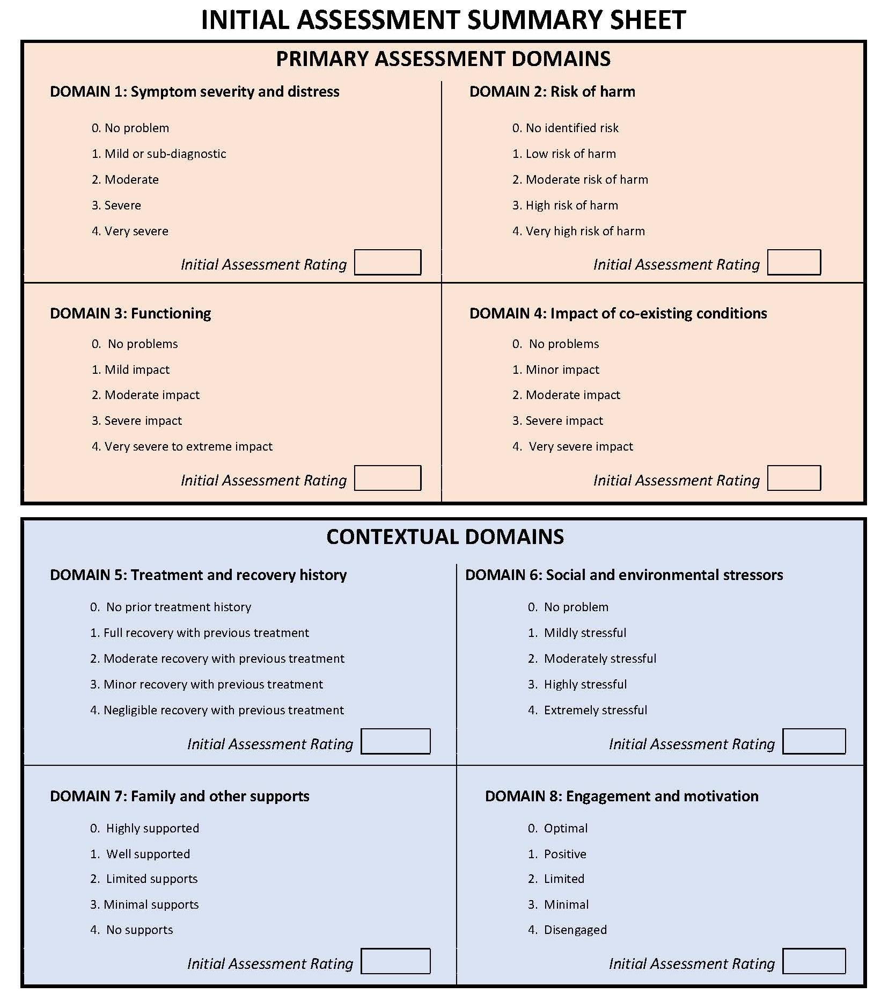 INITIAL ASSESSMENT SUMMARY SHEET
PRIMARY ASSESSMENT DOMAINS
DOMAIN 1: Symptom severity and distress
0. No problem
1. Mild or sub-diagnostic
2. Moderate
3. Severe
4. Very severe
Initial Assessment Rating
DOMAIN 2: Risk of harm
0. No identified risk
1. Low risk of harm
2. Moderate risk of harm
3. High risk of harm
4. Very high risk of harm
Initial Assessment Rating
DOMAIN 3: Functioning
0. No problems
1. Mild impact
2. Moderate impact
3. Severe impact
4. Very severe to extreme impact
Initial Assessment Rating
DOMAIN 4: Impact of co-existing conditions
0. No problems
1. Minor impact
2. Moderate impact
3. Severe impact
4. Very severe impact
Initial Assessment Rating
CONTEXTUAL DOMAINS
DOMAIN 5: Treatment and recovery history
0. No prior treatment history
1. Full recovery with previous treatment
2. Moderate recovery with previous treatment
3. Minor recovery with previous treatment
4. Negligible recovery with previous treatment
Initial Assessment Rating
DOMAIN 6: Social and environmental stressors
0. No problem
1. Mildly stressful
2. Moderately stressful
3. Highly stressful
4. Extremely stressful
Initial Assessment Rating
DOMAIN 7: Family and other supports
0. Highly supported
1. Well supported
2. Limited supports
3. Minimal supports
4. No supports
Initial Assessment Rating
DOMAIN 8: Engagement and motivation
0. Optimal
1. Positive
2. Limited
3. Minimal
4. Disengaged
Initial Assessment Rating